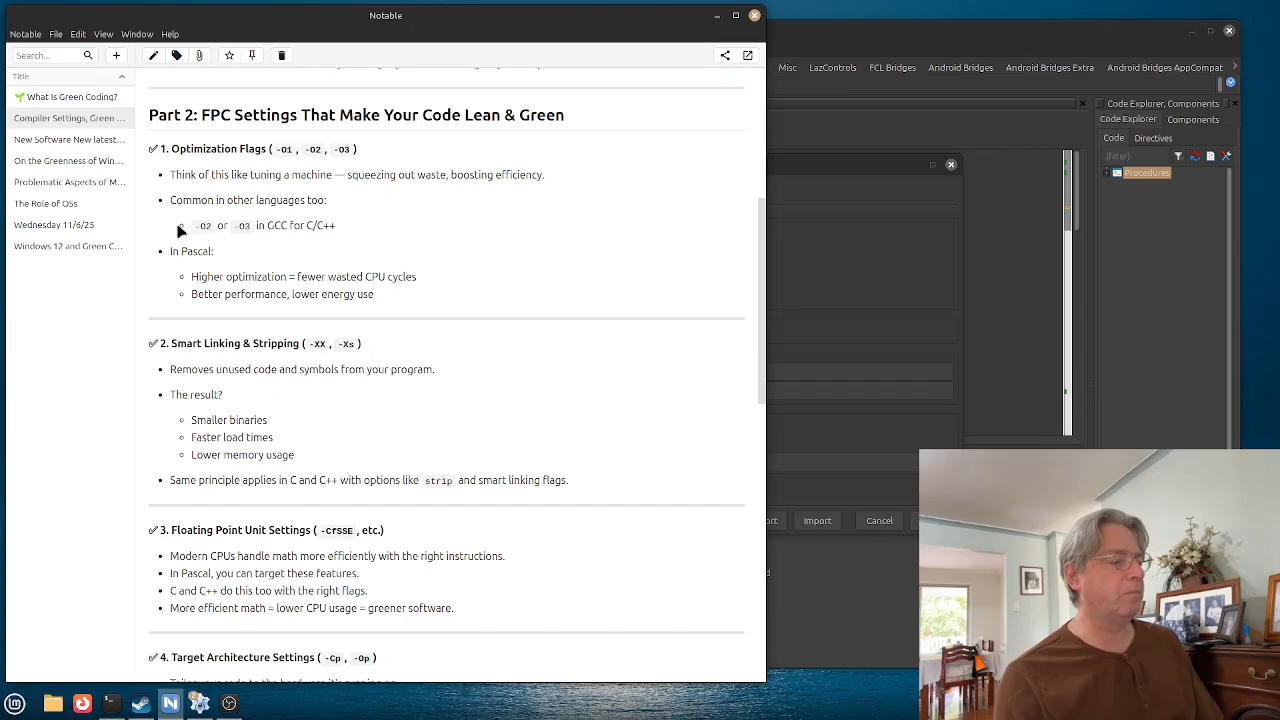 Notable
Notable File Edit View Window Help
Search...
Title
🌱 What Is Green Coding?
Compiler Settings, Green ...
New Software New latest...
On the Greenness of Win...
Problematic Aspects of M...
The Role of OSs
Wednesday 11/6/25
Windows 12 and Green C...
Part 2: FPC Settings That Make Your Code Lean & Green
✅ 1. Optimization Flags ( -O1 , -O2 , -O3 )
• Think of this like tuning a machine — squeezing out waste, boosting efficiency.
• Common in other languages too:
-O2 or -O3 in GCC for C/C++
• In Pascal:
◦ Higher optimization = fewer wasted CPU cycles
◦ Better performance, lower energy use
✅ 2. Smart Linking & Stripping ( -XX , -Xs )
• Removes unused code and symbols from your program.
• The result?
◦ Smaller binaries
◦ Faster load times
◦ Lower memory usage
• Same principle applies in C and C++ with options like strip and smart linking flags.
✅ 3. Floating Point Unit Settings ( -CfSSE , etc.)
• Modern CPUs handle math more efficiently with the right instructions.
• In Pascal, you can target these features.
• C and C++ do this too with the right flags.
• More efficient math = lower CPU usage = greener software.
✅ 4. Target Architecture Settings ( -Cp , -Op )
Misc LazControls FCL Bridges Android Bridges Android Bridges Extra Android Bridges AppCompat
Code Explorer, Components
Code Explorer Components
Code Directives
(filter)
Procedures
ort Import Cancel
d